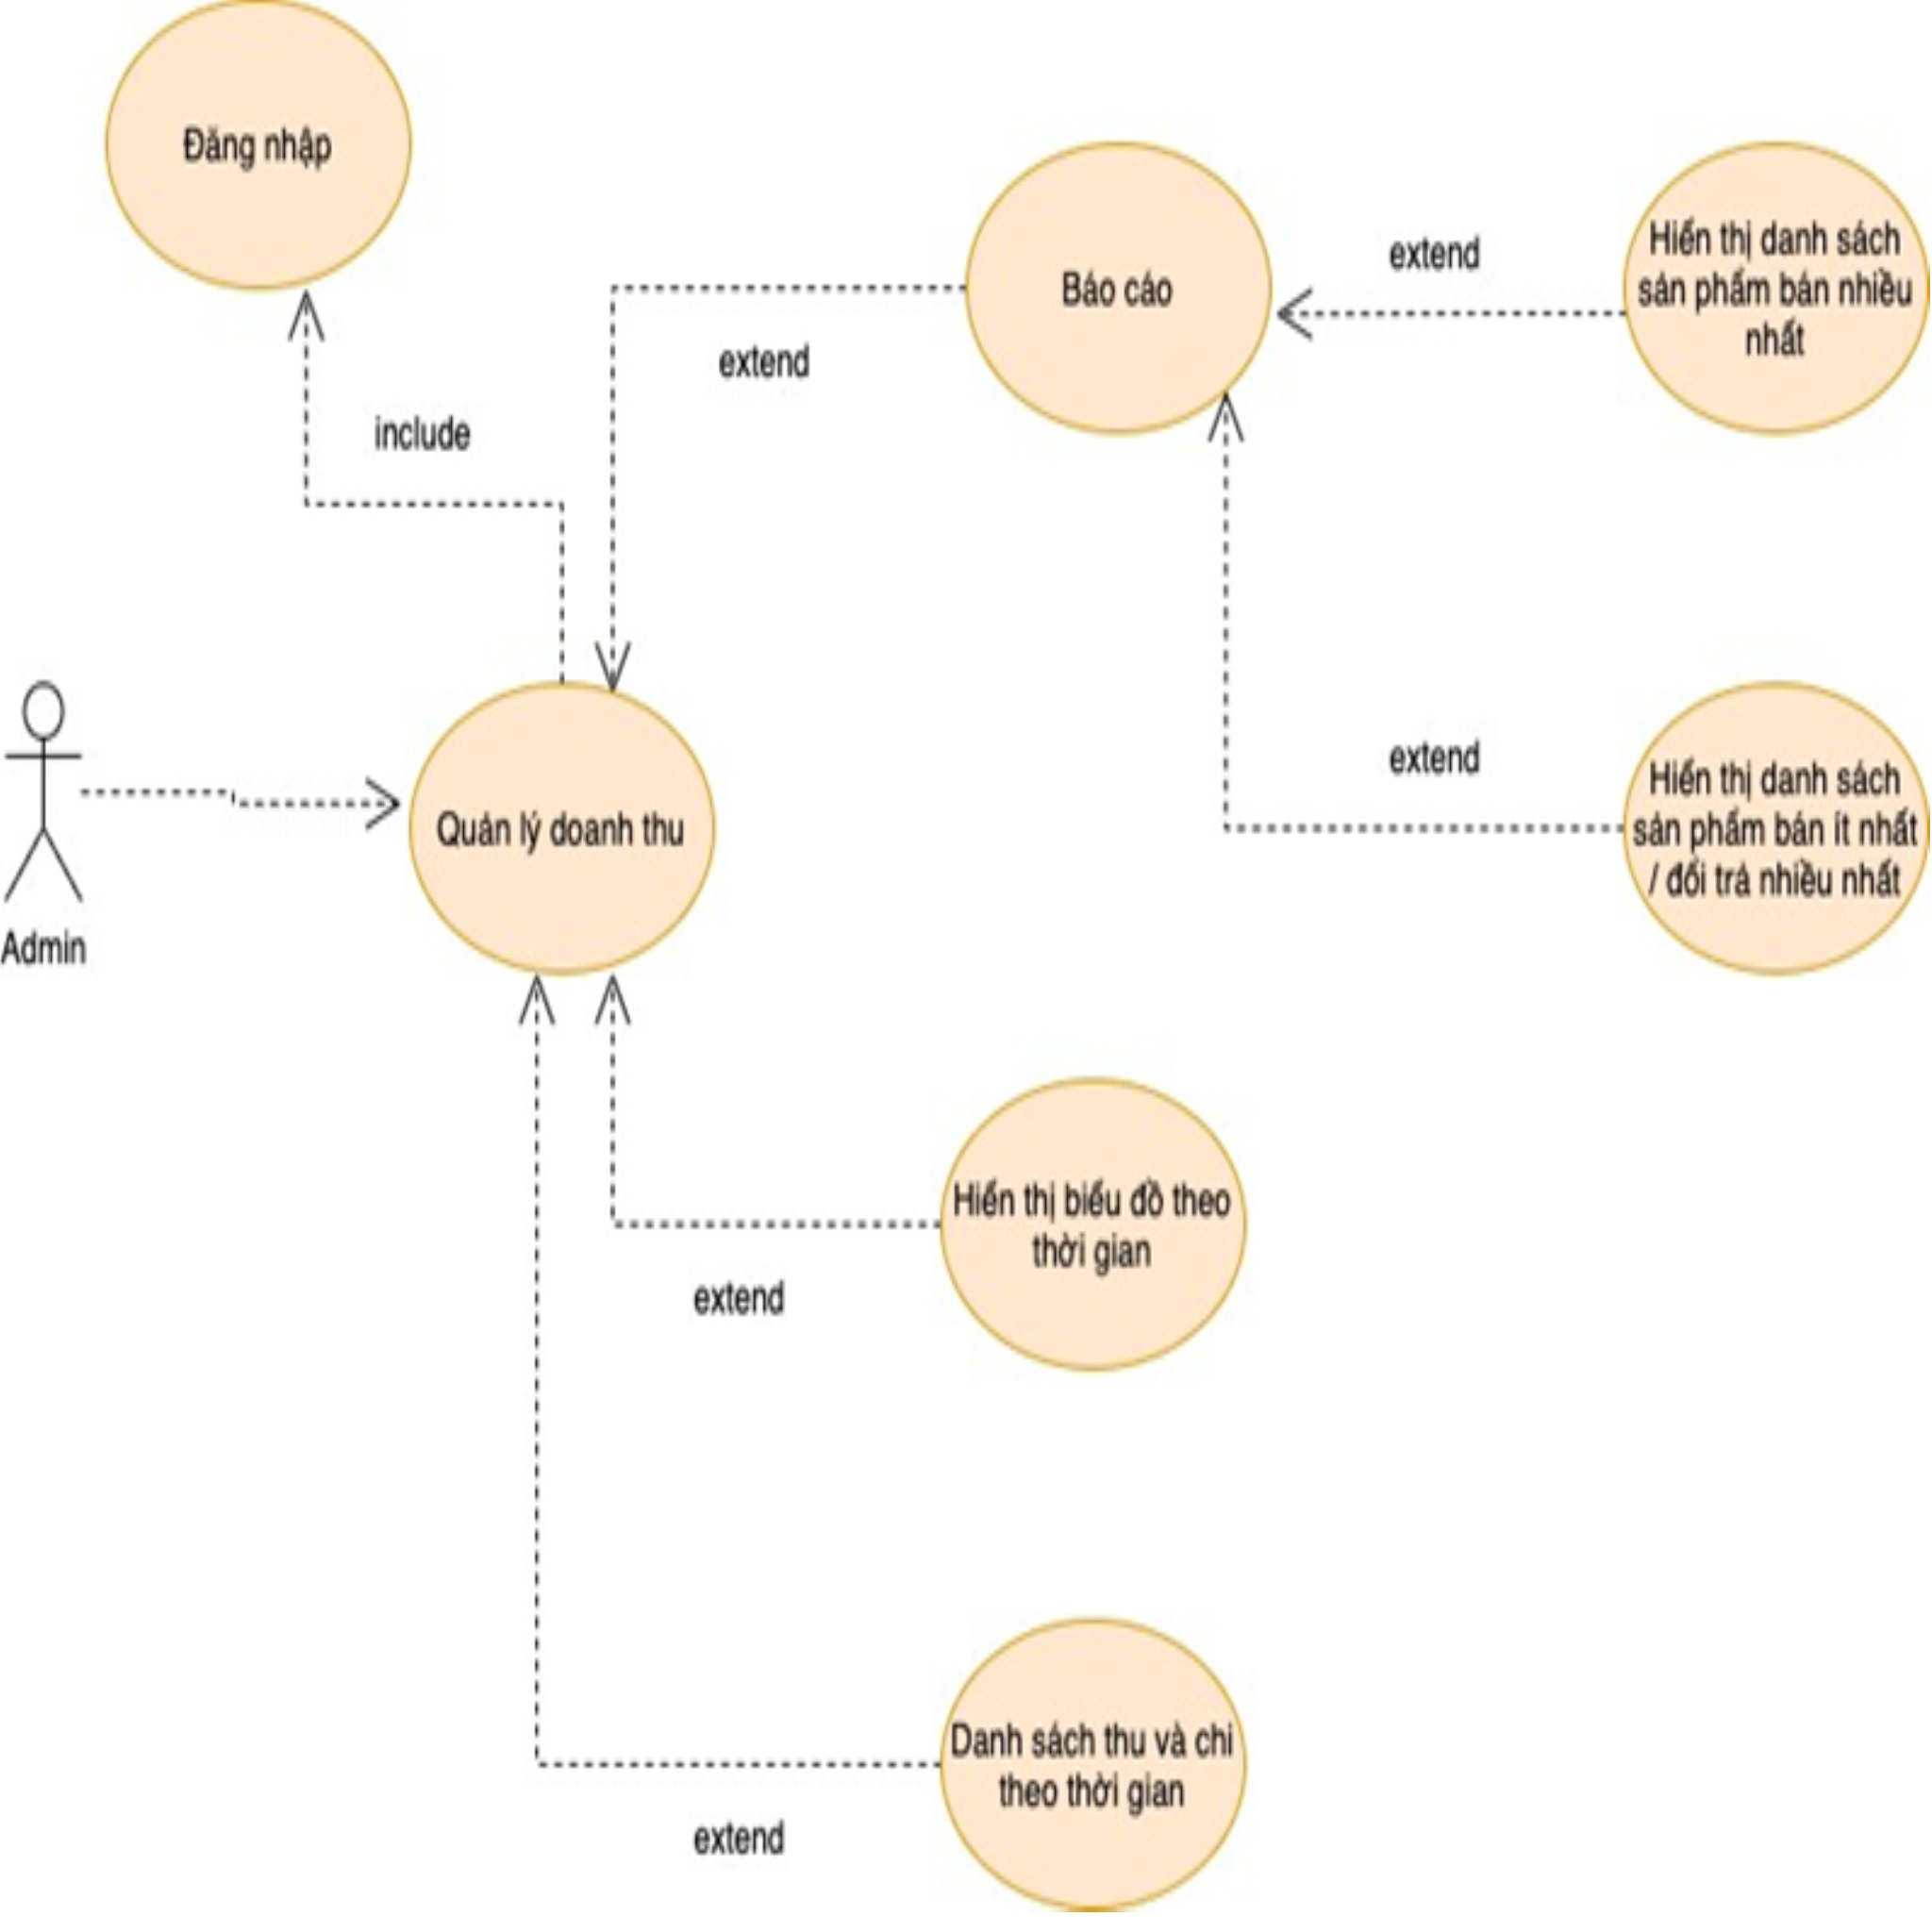 Đăng nhập
Báo cáo
extend
Hiển thị danh sách
sản phẩm bán nhiều
nhất
extend
include
Admin
Quản lý doanh thu
extend
Hiển thị danh sách
sản phẩm bán ít nhất
/ đổi trả nhiều nhất
Hiển thị biểu đồ theo
thời gian
extend
Danh sách thu và chi
theo thời gian
extend